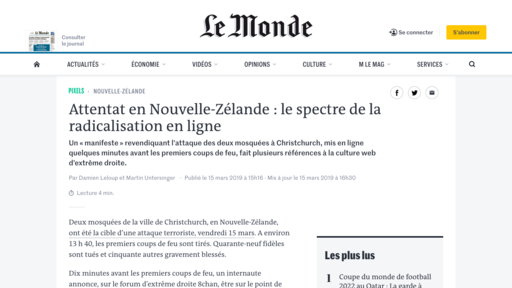 Consulter
le journal
Le Monde
Se connecter
S'abonner
ACTUALITÉS
ÉCONOMIE
VIDÉOS
OPINIONS
CULTURE
M LE MAG
SERVICES
PIXELS • NOUVELLE-ZÉLANDE
Attentat en Nouvelle-Zélande : le spectre de la
radicalisation en ligne
Un « manifeste » revendiquant l'attaque des deux mosquées à Christchurch, mis en ligne
quelques minutes avant les premiers coups de feu, fait plusieurs références à la culture web
d'extrême droite.
Par Damien Leloup et Martin Untersinger • Publié le 15 mars 2019 à 15h16 - Mis à jour le 15 mars 2019 à 16h30
Lecture 4 min.
Deux mosquées de la ville de Christchurch, en Nouvelle-Zélande,
ont été la cible d'une attaque terroriste, vendredi 15 mars. A environ
13 h 40, les premiers coups de feu sont tirés. Quarante-neuf fidèles
sont tués et cinquante autres gravement blessés.
Dix minutes avant les premiers coups de feu, un internaute
annonce, sur le forum d'extrême droite 8chan, être sur le point de
Les plus lus
1 Coupe du monde de football
2022 au Qatar : La garde à